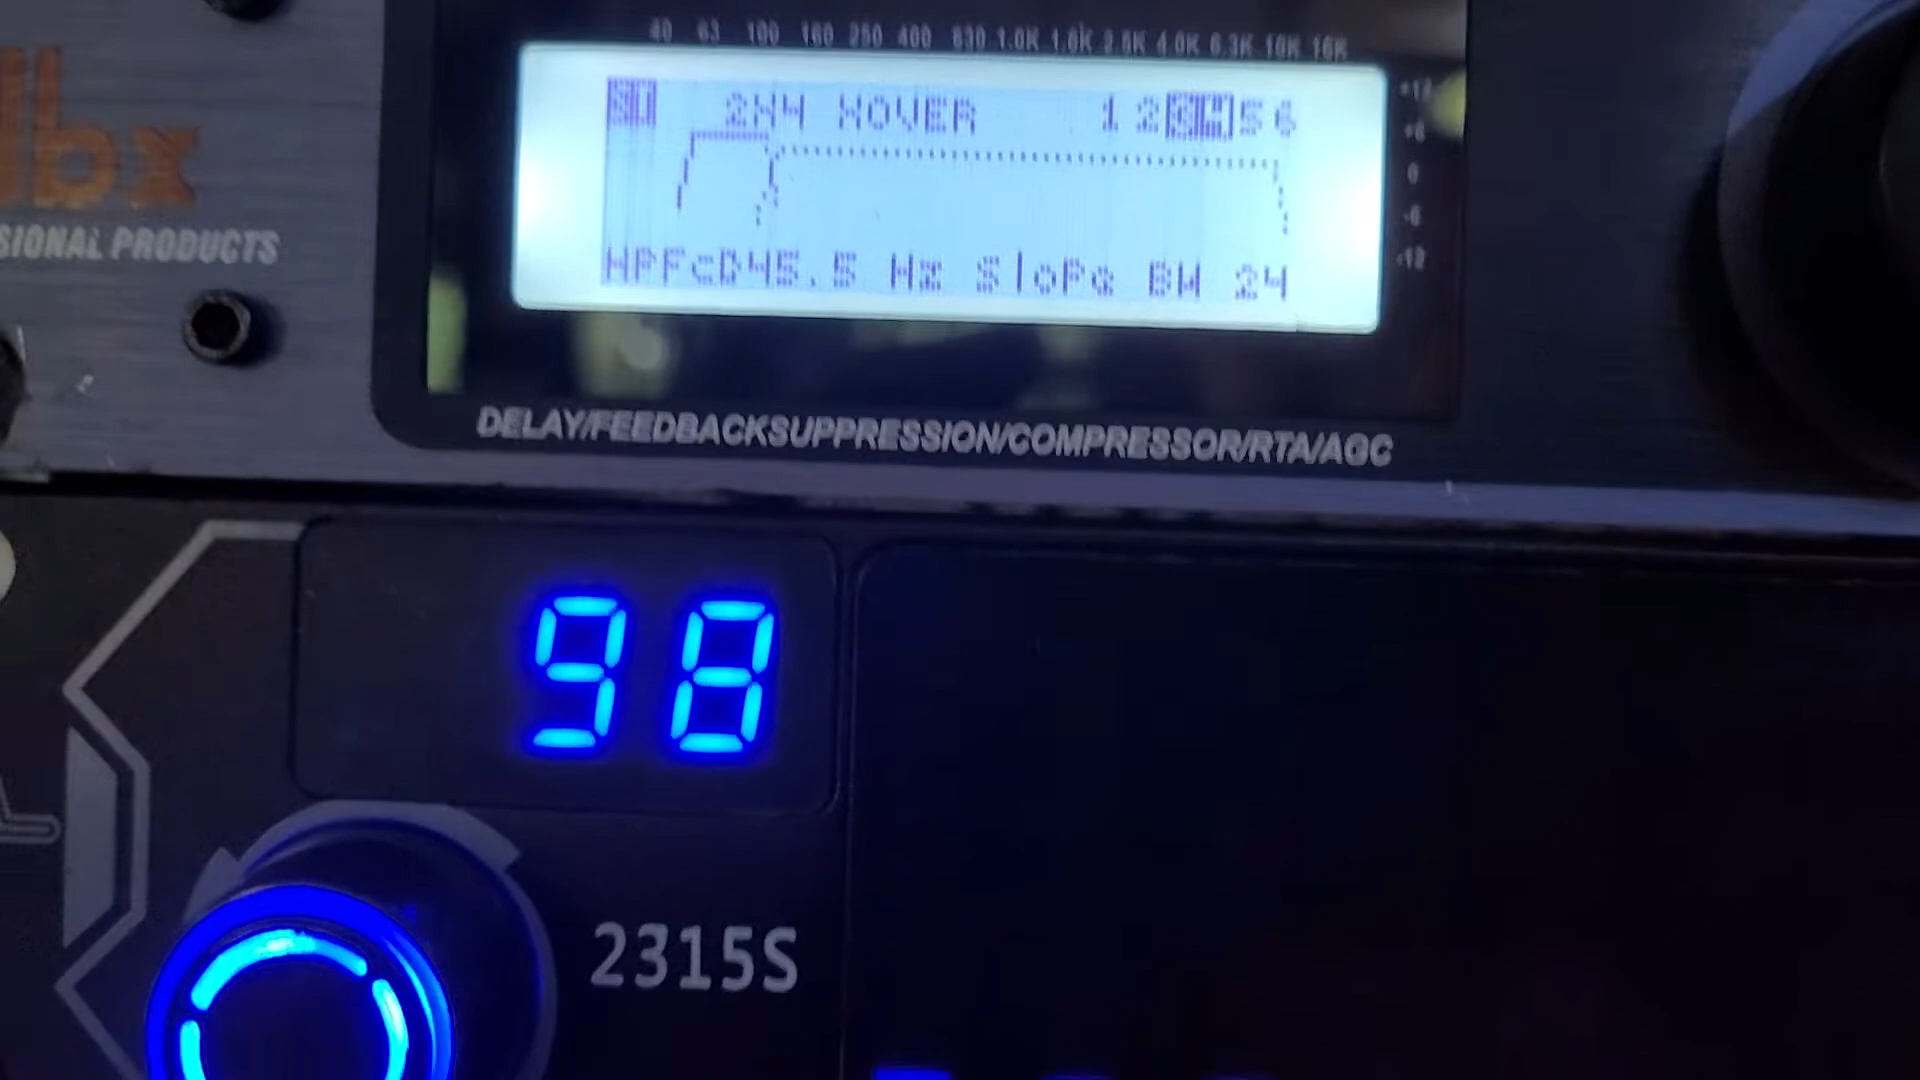 dbx
SIONAL PRODUCTS
40 63 100 160 250 400 630 1.0K 1.6K 2.5K 4.0K 6.3K 10K 16K
2X4 XOVER 1 2 3 4 5 6
+12
+6
0
-6
-12
HPFcD45.5 Hz Slope BW 24
DELAY/FEEDBACKSUPPRESSION/COMPRESSOR/RTA/AGC
98
2315S